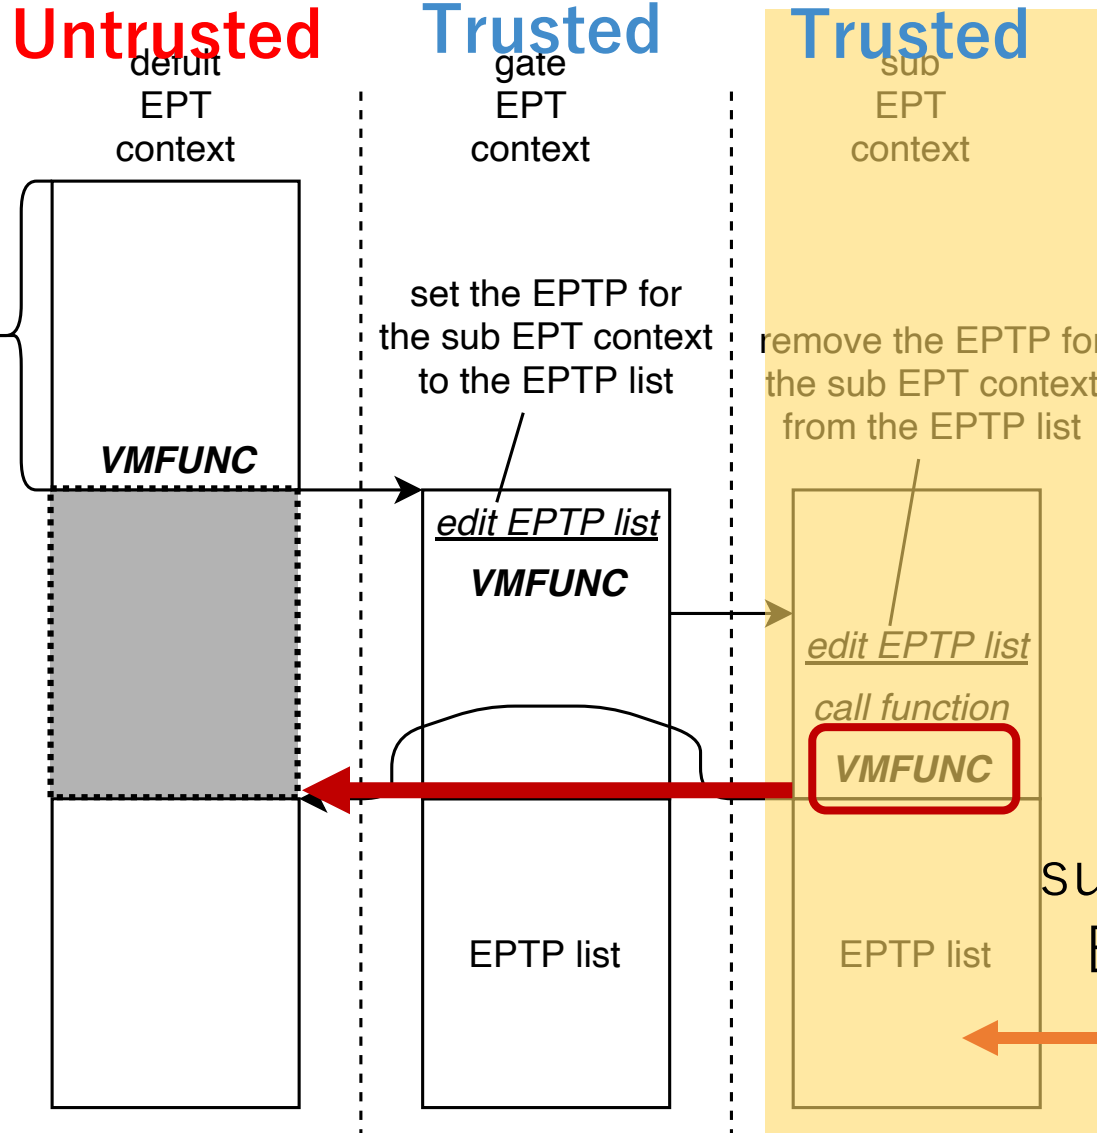 Untrusted
defult
EPT
context
Trusted
gate
EPT
context
Trusted
sub
EPT
context
set the EPTP for
the sub EPT context
to the EPTP list
remove the EPTP for
the sub EPT context
from the EPTP list
VMFUNC
edit EPTP list
VMFUNC
edit EPTP list
call function
VMFUNC
EPTP list
EPTP list
su